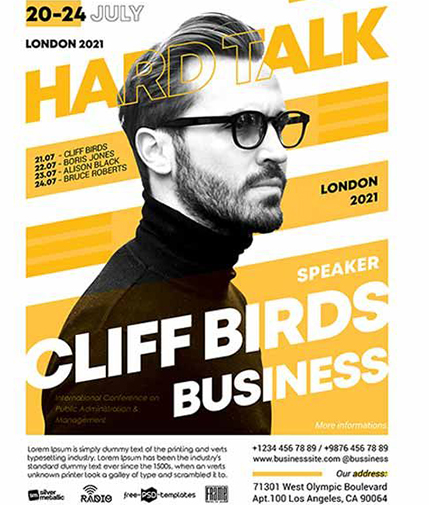 20-24 JULY
LONDON 2021
HARD TALK
21.07 - CLIFF BIRDS
22.07 - BORIS JONES
23.07 - ALISON BLACK
24.07 - BRUCE ROBERTS
LONDON
2021
SPEAKER
CLIFF BIRDS
BUSINESS
International Conference on
Public Administration &
Management
More informations
Lorem Ipsum is simply dummy text of the printing and verts
typesetting industry. Lorem Ipsum has been the industry's
standard dummy text ever since the 1500s, when an werts
unknown printer took a galley of type and scrambled it to.
+1234 456 78 89 / +9876 456 78 89
www.businesssite.com @bussiness
Our address:
71301 West Olympic Boulevard
Apt.100 Los Angeles, CA 90064
sm silver metallic
RADIO
free-PSD-templates
FRAME